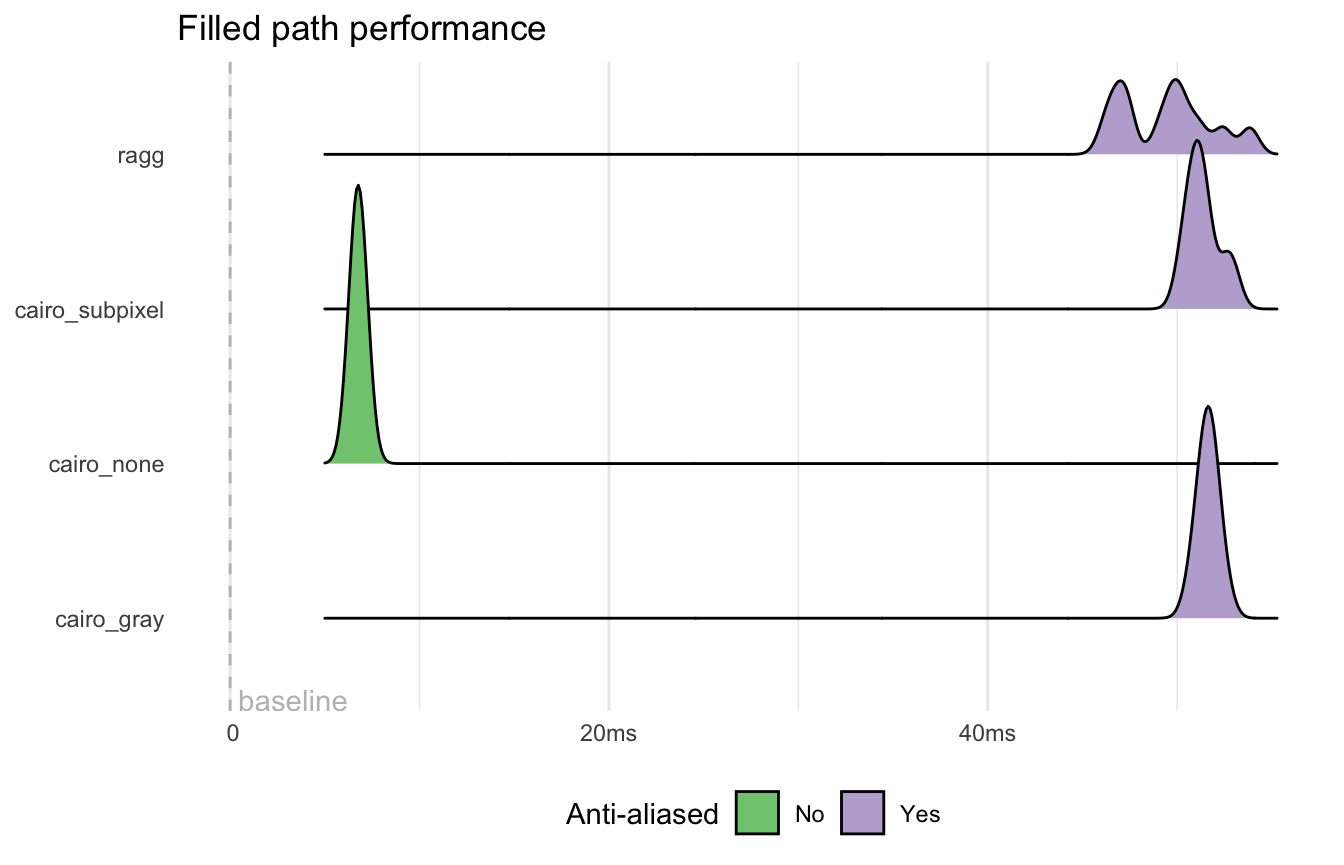 Filled path performance
ragg
cairo_subpixel
cairo_none
cairo_gray
baseline
0 20ms 40ms
Anti-aliased No Yes